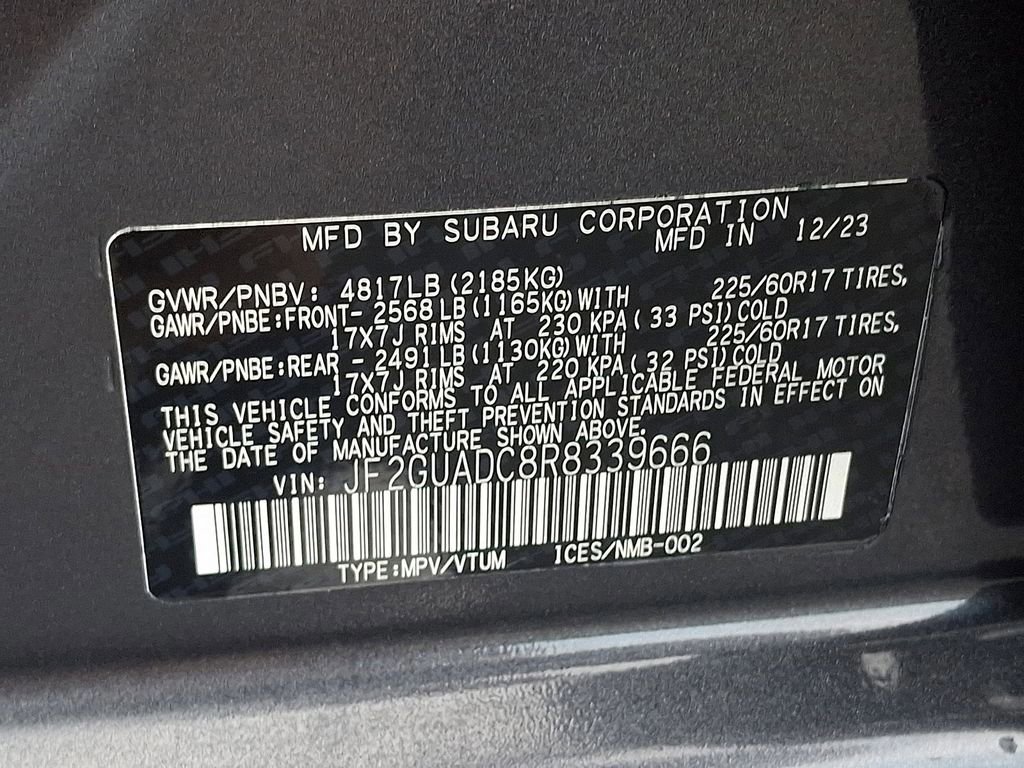 MFD BY SUBARU CORPORATION
MFD IN 12/23
GVWR/PNBV: 4817LB (2185KG)
GAWR/PNBE:FRONT- 2568 LB (1165KG) WITH 225/60R17 TIRES,
17X7J RIMS AT 230 KPA ( 33 PSI) COLD
GAWR/PNBE:REAR - 2491 LB (1130KG) WITH 225/60R17 TIRES,
17X7J RIMS AT 220 KPA ( 32 PSI) COLD
THIS VEHICLE CONFORMS TO ALL APPLICABLE FEDERAL MOTOR
VEHICLE SAFETY AND THEFT PREVENTION STANDARDS IN EFFECT ON
THE DATE OF MANUFACTURE SHOWN ABOVE.
VIN: JF2GUADC8R8339666
TYPE:MPV/VTUM ICES/NMB-002